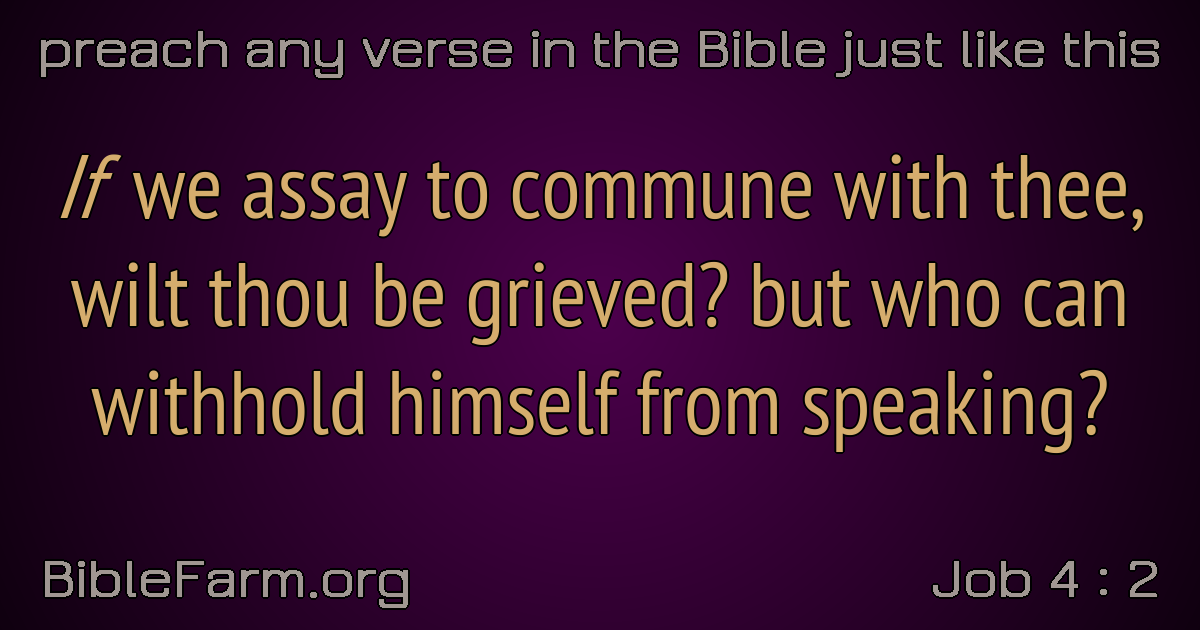 preach any verse in the Bible just like this
If we assay to commune with thee,
wilt thou be grieved? but who can
withhold himself from speaking?
BibleFarm.org
Job 4 : 2